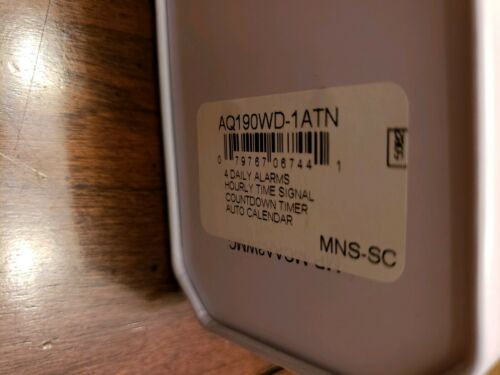 AQ190WD-1ATN
0 79767 06744 1
4 DAILY ALARMS
HOURLY TIME SIGNAL
COUNTDOWN TIMER
AUTO CALENDAR
MNS-SC